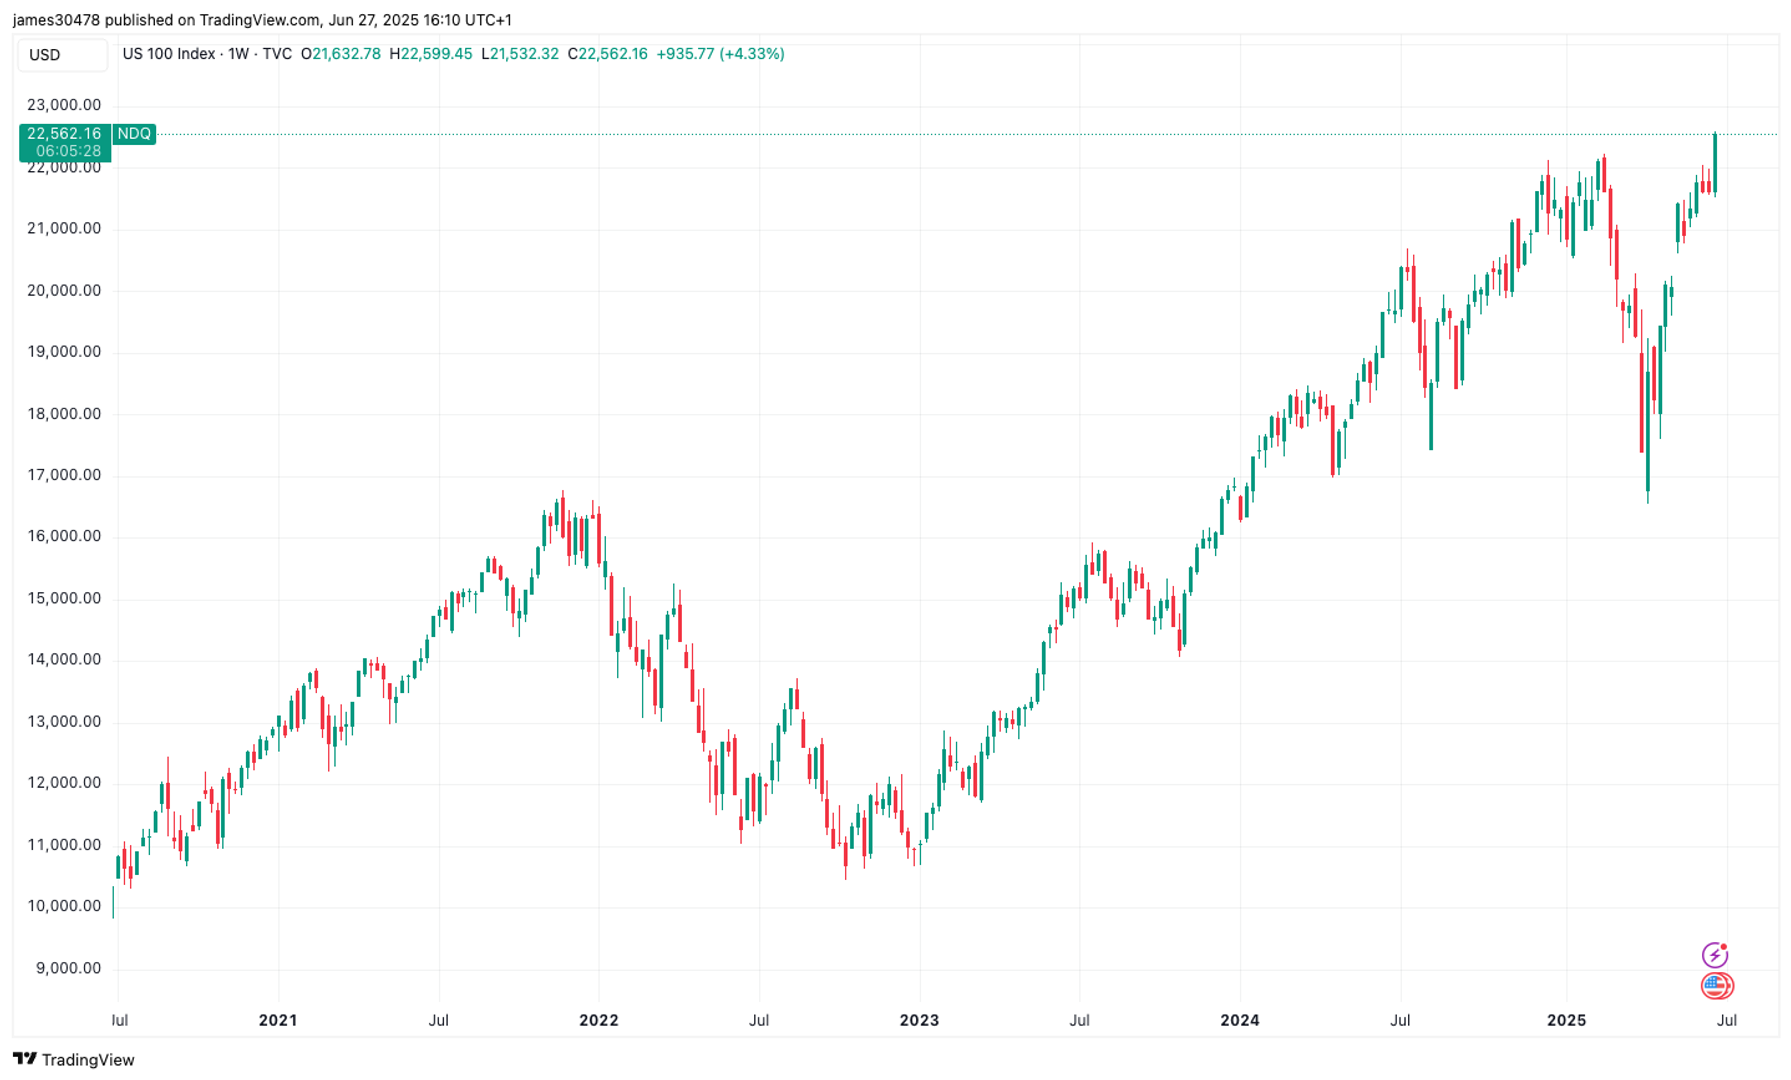 james30478 published on TradingView.com, Jun 27, 2025 16:10 UTC+1
USD
US 100 Index · 1W · TVC O21,632.78 H22,599.45 L21,532.32 C22,562.16 +935.77 (+4.33%)
23,000.00
22,562.16 NDQ
06:05:28
22,000.00
21,000.00
20,000.00
19,000.00
18,000.00
17,000.00
16,000.00
15,000.00
14,000.00
13,000.00
12,000.00
11,000.00
10,000.00
9,000.00
Jul 2021 Jul 2022 Jul 2023 Jul 2024 Jul 2025 Jul
TradingView